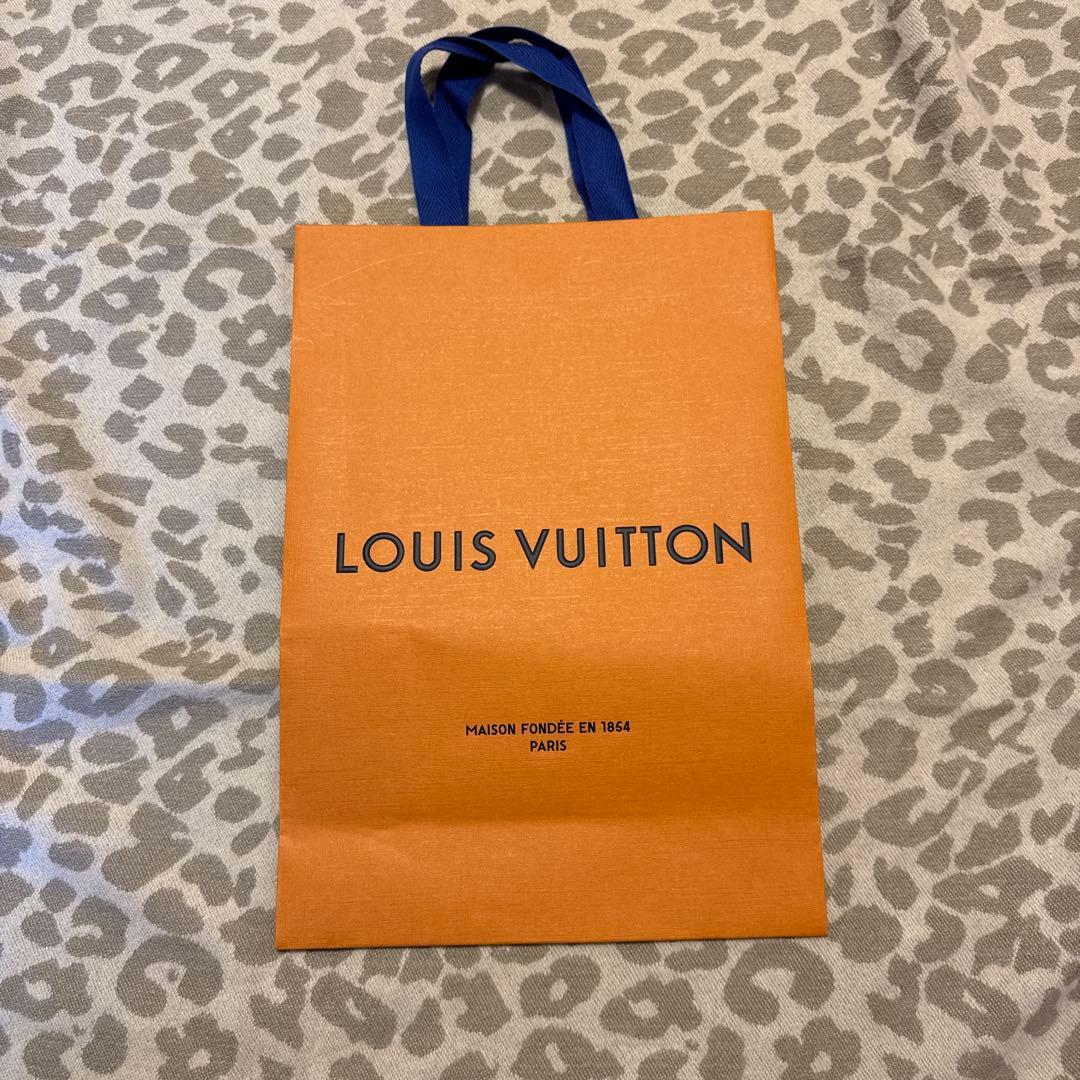 LOUIS VUITTON
MAISON FONDÉE EN 1854
PARIS